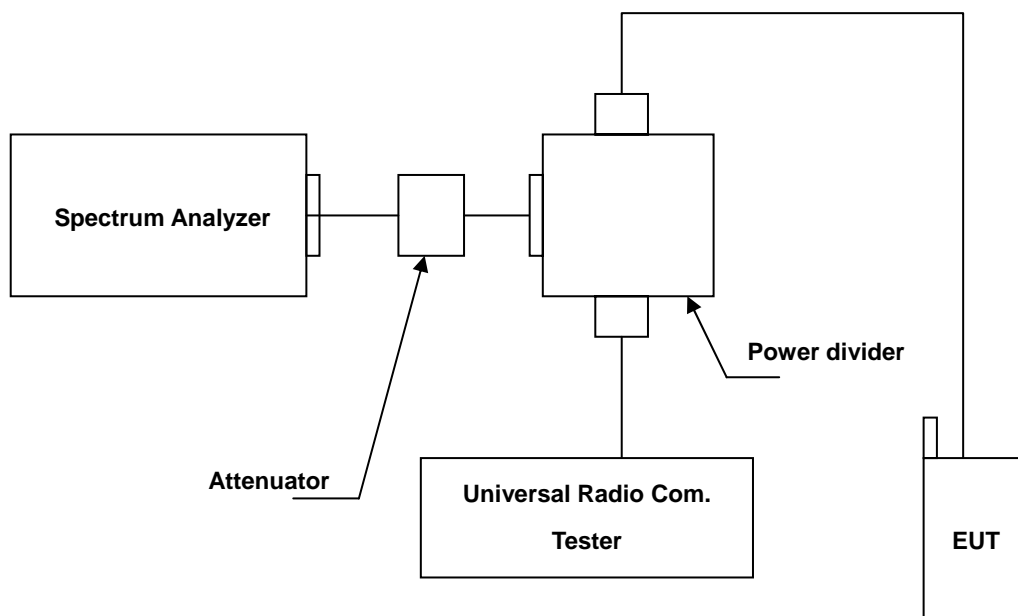 Spectrum Analyzer
Power divider
Attenuator
Universal Radio Com.
Tester
EUT